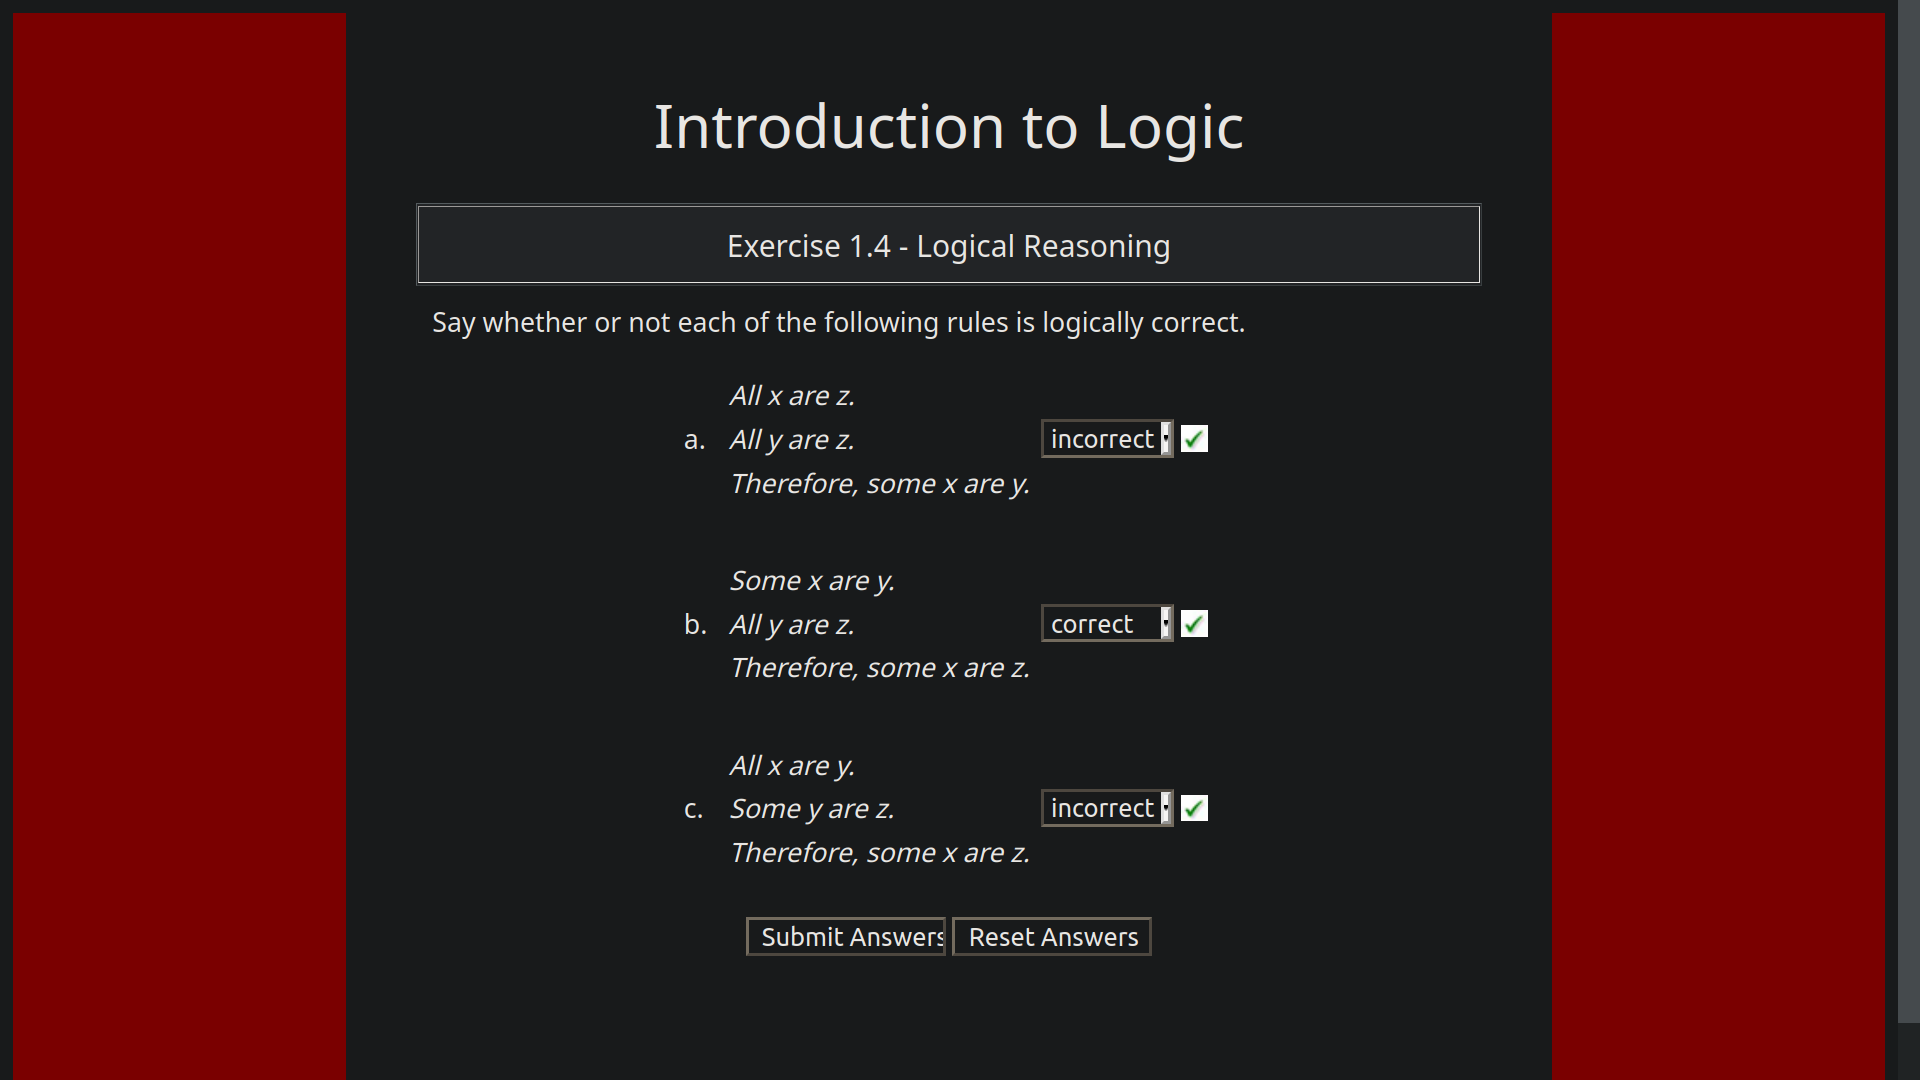 Introduction to Logic
Exercise 1.4 - Logical Reasoning
Say whether or not each of the following rules is logically correct.
All x are z.
a. All y are z. incorrect
Therefore, some x are y.
Some x are y.
b. All y are z. correct
Therefore, some x are z.
All x are y.
c. Some y are z. incorrect
Therefore, some x are z.
Submit Answers Reset Answers